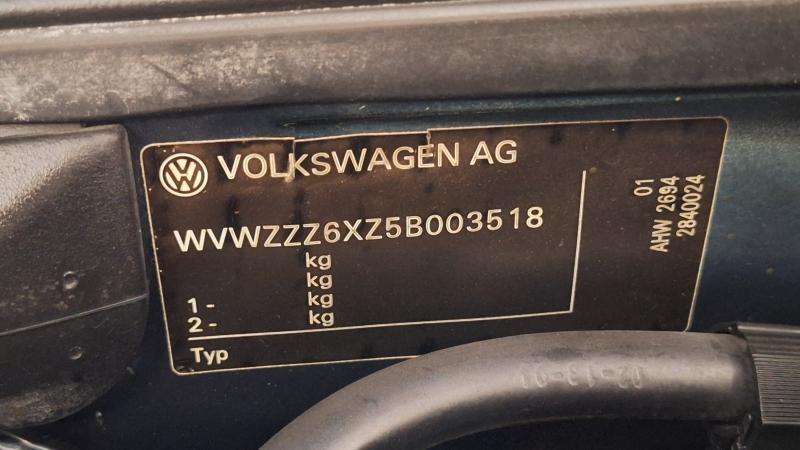 VOLKSWAGEN AG
WVWZZZ6XZ5B003518
kg
kg
1 - kg
2 - kg
Typ
01
AHW 2694
2840024